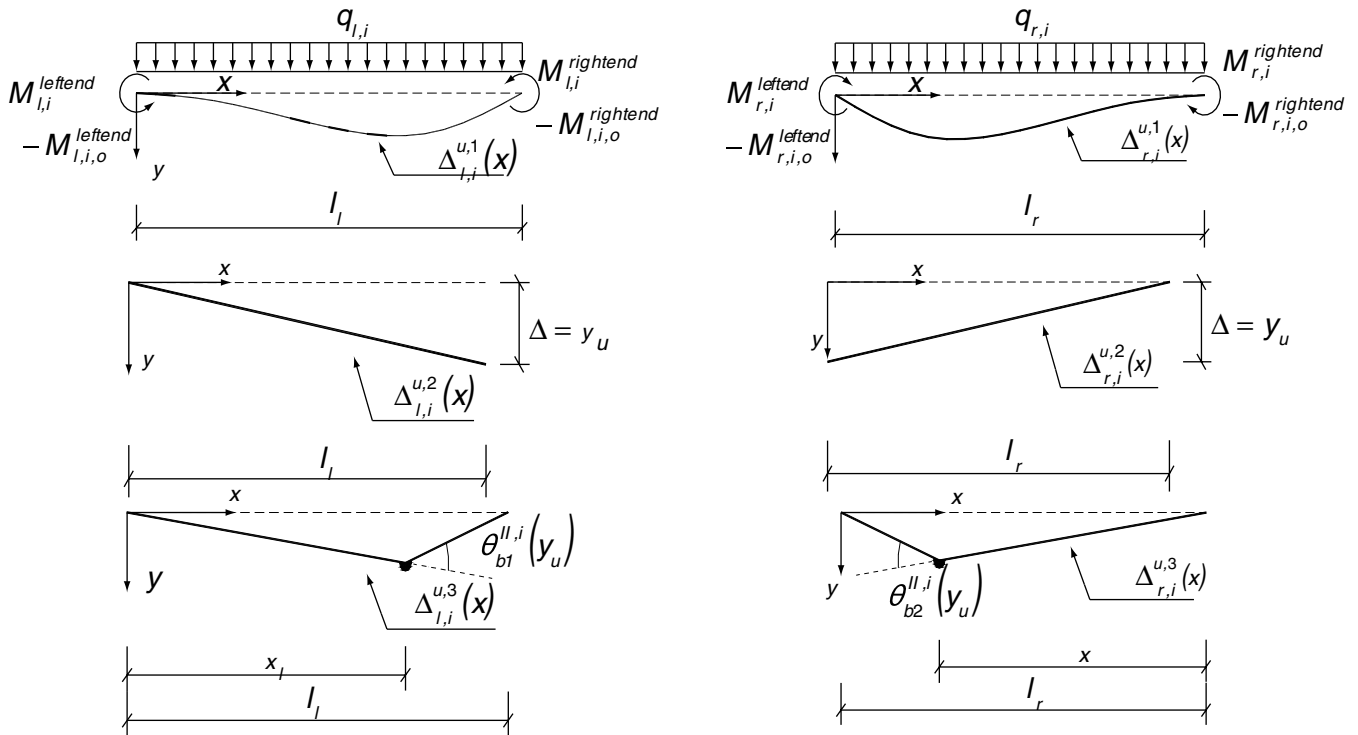 q_{l,i}
M_{l,i}^{leftend}
x
M_{l,i}^{rightend}
-M_{l,i,o}^{leftend}
-M_{l,i,o}^{rightend}
y
Δ_{l,i}^{u,1}(x)
l_l
q_{r,i}
M_{r,i}^{leftend}
x
M_{r,i}^{rightend}
-M_{r,i,o}^{leftend}
-M_{r,i,o}^{rightend}
y
Δ_{r,i}^{u,1}(x)
l_r
x
y
Δ = y_u
Δ_{l,i}^{u,2}(x)
l_l
x
y
Δ = y_u
Δ_{r,i}^{u,2}(x)
l_r
x
y
θ_{b1}^{II,i}(y_u)
Δ_{l,i}^{u,3}(x)
x_l
l_l
x
y
θ_{b2}^{II,i}(y_u)
Δ_{r,i}^{u,3}(x)
x
l_r